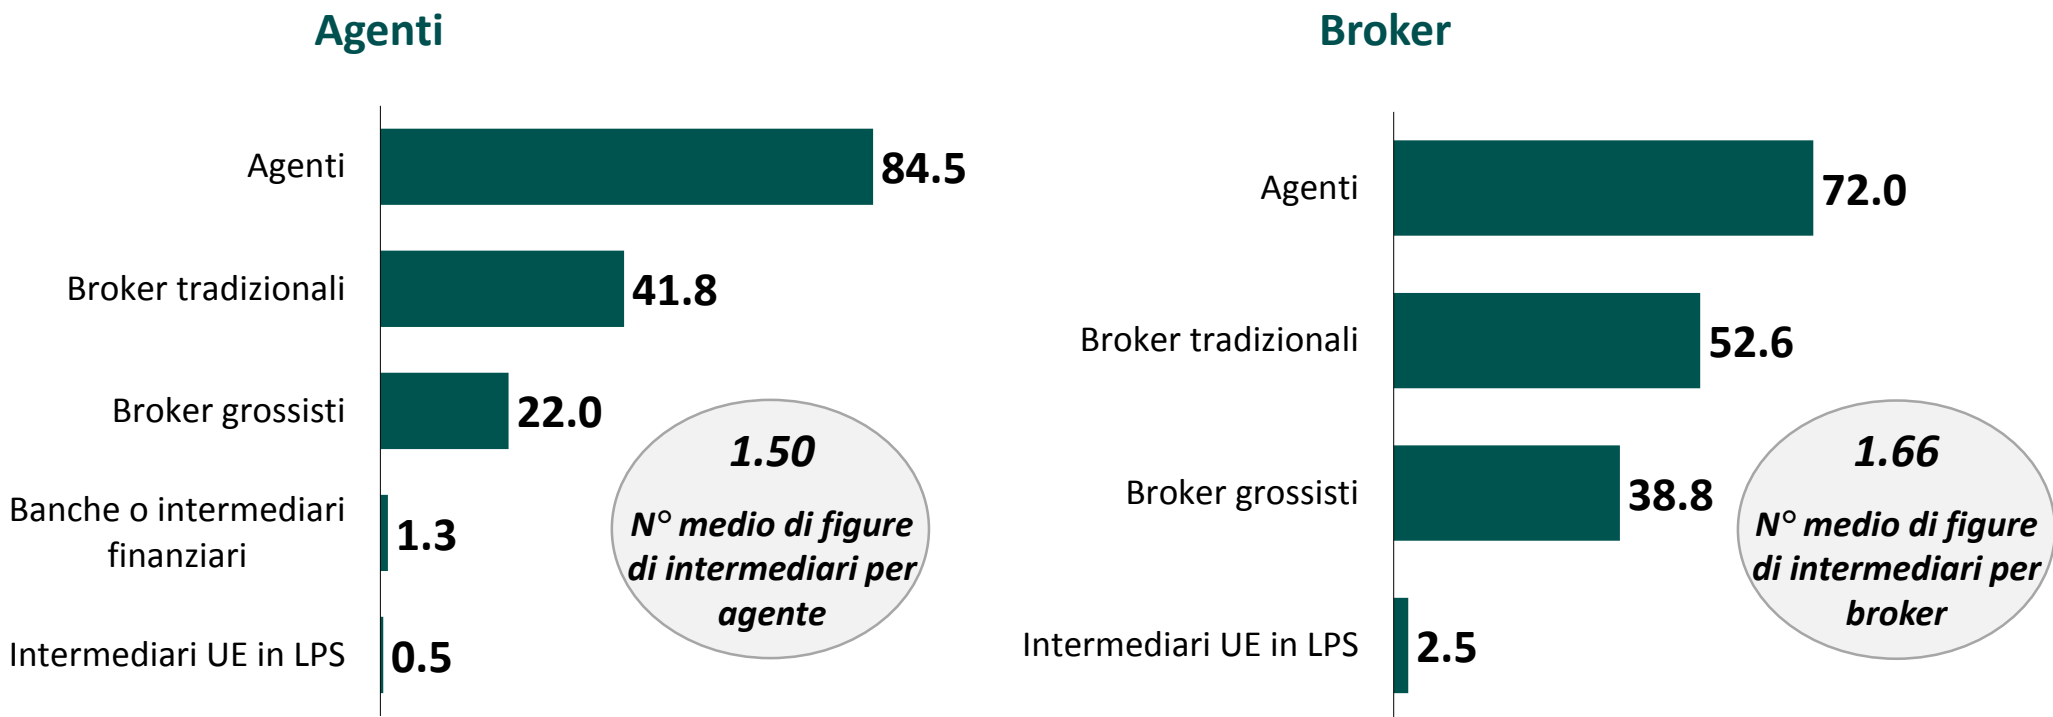 Agenti
Agenti
84.5
Broker tradizionali
41.8
Broker grossisti
22.0
Banche o intermediari
finanziari
1.3
Intermediari UE in LPS
0.5
1.50
N° medio di figure
di intermediari per
agente
Broker
Agenti
72.0
Broker tradizionali
52.6
Broker grossisti
38.8
Intermediari UE in LPS
2.5
1.66
N° medio di figure
di intermediari per
broker